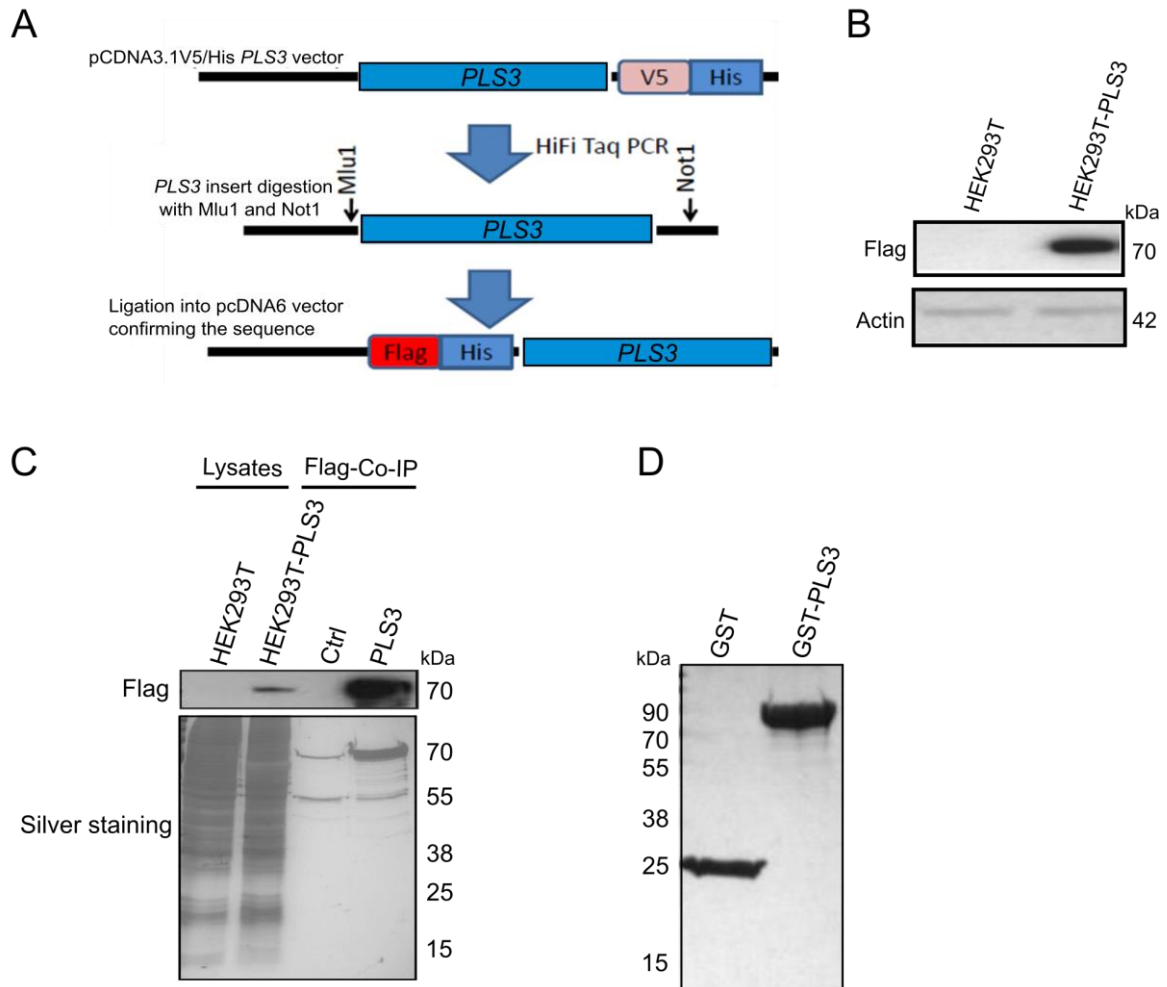 A
pCDNA3.1V5/His PLS3 vector
PLS3
V5
His
HiFi Taq PCR
Mlu1
Not1
PLS3 insert digestion
with Mlu1 and Not1
PLS3
Ligation into pcDNA6 vector
confirming the sequence
Flag
His
PLS3
B
HEK293T
HEK293T-PLS3
kDa
Flag
70
Actin
42
C
Lysates
Flag-Co-IP
HEK293T
HEK293T-PLS3
Ctrl
PLS3
kDa
Flag
70
70
55
Silver staining
38
25
15
D
GST
GST-PLS3
kDa
90
70
55
38
25
15